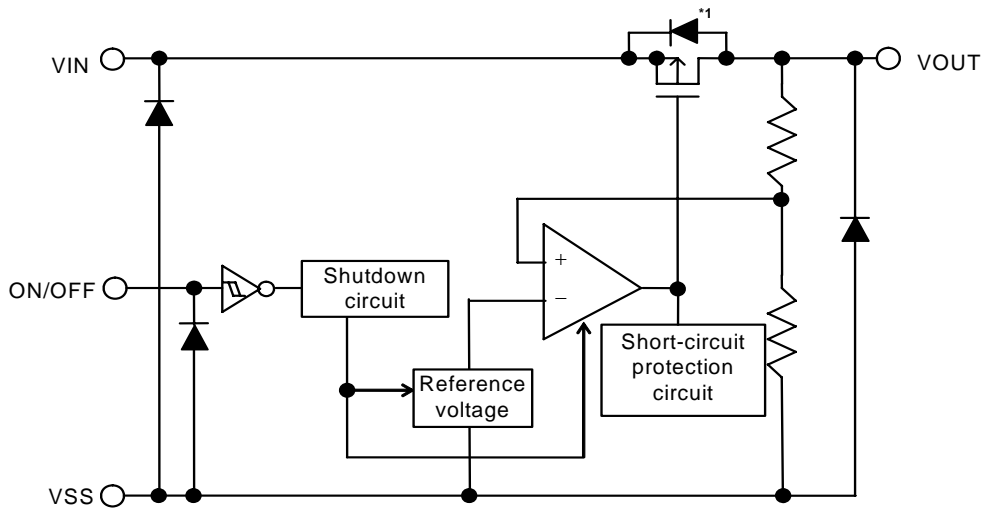 *1
VIN
VOUT
+
−
ON/OFF
Shutdown
circuit
Short-circuit
protection
circuit
Reference
voltage
VSS